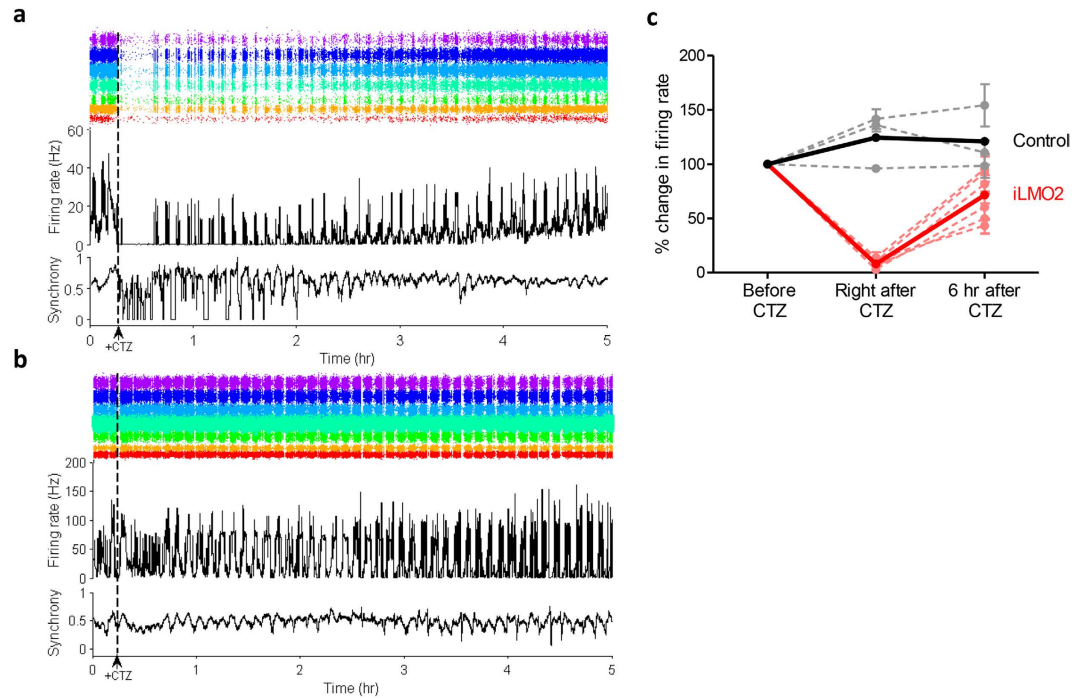 a
Firing rate (Hz)
60
40
20
0
Synchrony
1
0.5
0
0
1
2
3
4
5
+CTZ
Time (hr)
b
Firing rate (Hz)
200
150
100
50
0
Synchrony
1
0.5
0
0
1
2
3
4
5
+CTZ
Time (hr)
c
% change in firing rate
200
150
100
50
0
Control
iLMO2
Before
CTZ
Right after
CTZ
6 hr after
CTZ